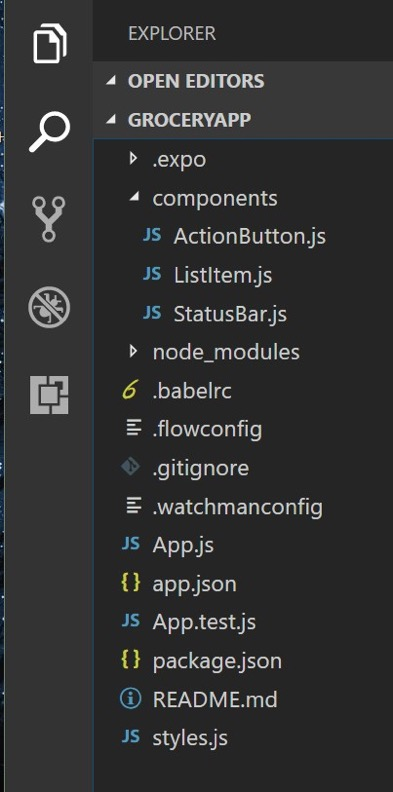 EXPLORER
OPEN EDITORS
GROCERYAPP
.expo
components
JS ActionButton.js
JS ListItem.js
JS StatusBar.js
node_modules
.babelrc
.flowconfig
.gitignore
.watchmanconfig
JS App.js
{} app.json
JS App.test.js
{} package.json
README.md
JS styles.js